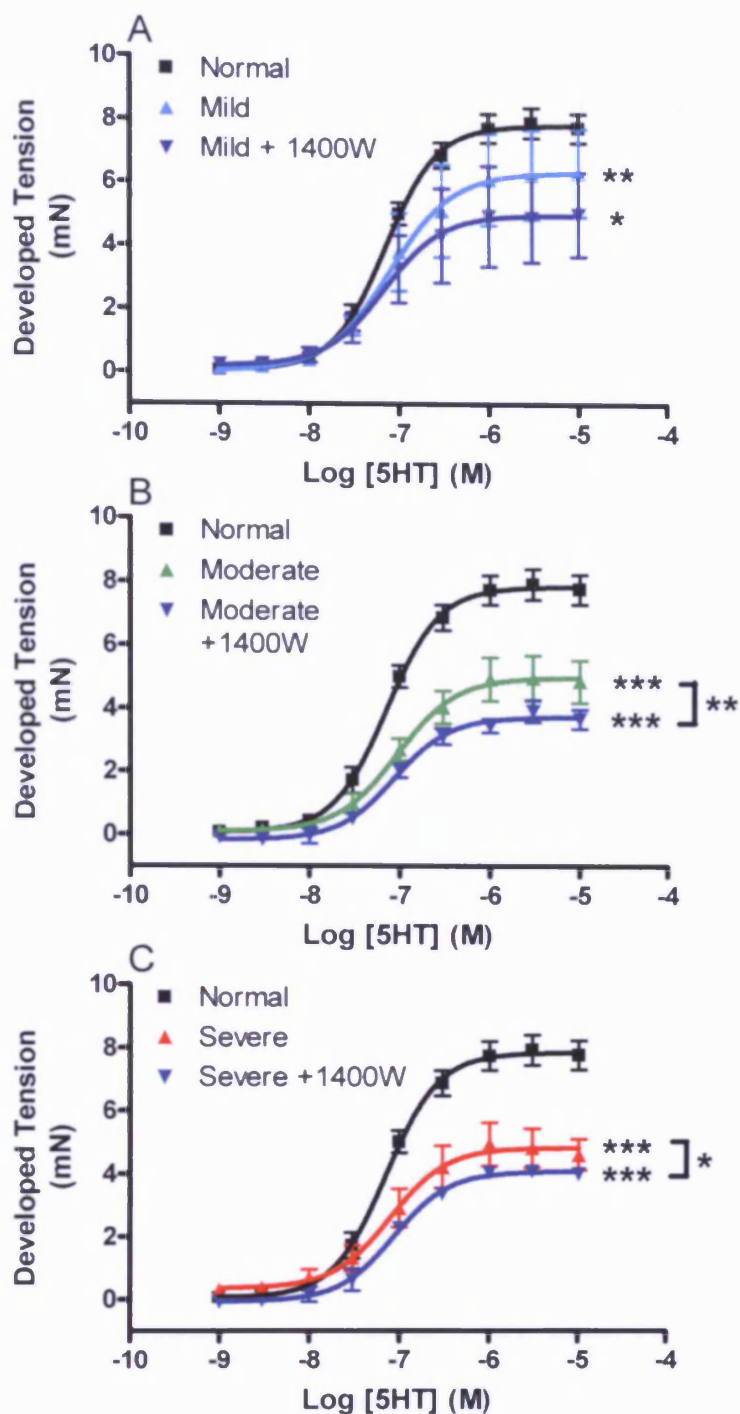 A
Normal
Mild
Mild + 1400W
Developed Tension
(mN)
10
8
6
4
2
0
**
*
-10 -9 -8 -7 -6 -5 -4
Log [5HT] (M)
B
Normal
Moderate
Moderate
+1400W
Developed Tension
(mN)
10
8
6
4
2
0
***
***
**
-10 -9 -8 -7 -6 -5 -4
Log [5HT] (M)
C
Normal
Severe
Severe +1400W
Developed Tension
(mN)
10
8
6
4
2
0
***
***
*
-10 -9 -8 -7 -6 -5 -4
Log [5HT] (M)